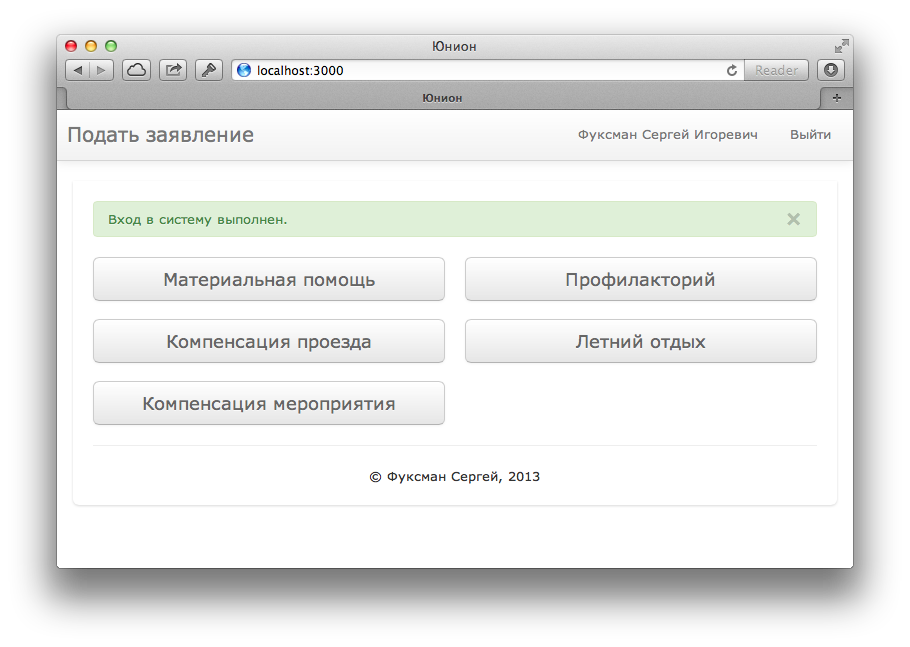 Юнион
localhost:3000
Reader
Юнион
Подать заявление
Фуксман Сергей Игоревич
Выйти
Вход в систему выполнен.
Материальная помощь
Профилакторий
Компенсация проезда
Летний отдых
Компенсация мероприятия
© Фуксман Сергей, 2013